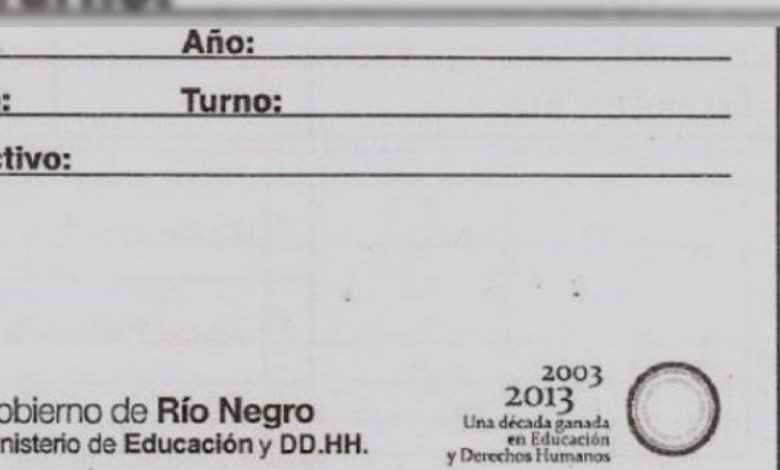 Año:
Turno:
ctivo:
obierno de Río Negro
nisterio de Educación y DD.HH.
2003
2013
Una década ganada
en Educación
y Derechos Humanos